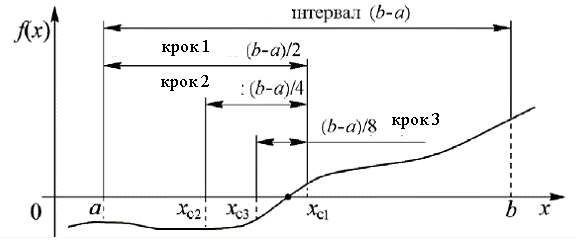 інтервал (b-a)
f(x)
крок 1 (b-a)/2
крок 2 :(b-a)/4
(b-a)/8 крок 3
0 a xc2 xc3 xc1 b x